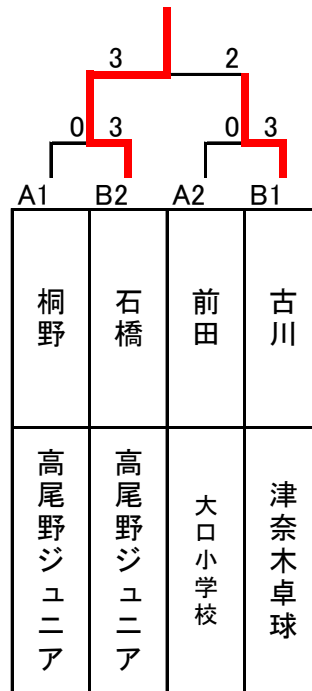 3 2
0 3 0 3
A1 B2 A2 B1
桐野 石橋 前田 古川
高尾野ジュニア 高尾野ジュニア 大口小学校 津奈木卓球